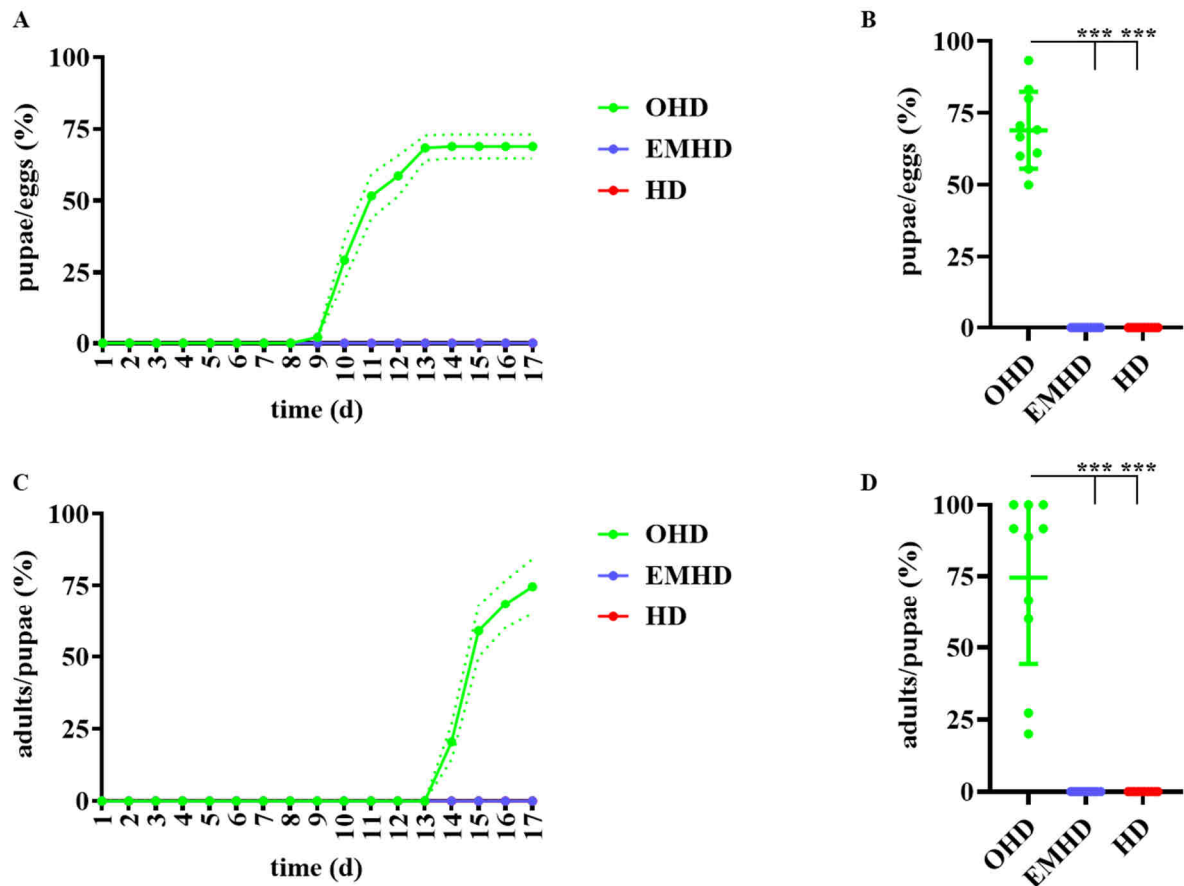 A
100
75
50
25
0
pupae/eggs (%)
1 2 3 4 5 6 7 8 9 10 11 12 13 14 15 16 17
time (d)
OHD
EMHD
HD
B
*** ***
100
75
50
25
0
pupae/eggs (%)
OHD EMHD HD
C
100
75
50
25
0
adults/pupae (%)
1 2 3 4 5 6 7 8 9 10 11 12 13 14 15 16 17
time (d)
OHD
EMHD
HD
D
*** ***
100
75
50
25
0
adults/pupae (%)
OHD EMHD HD